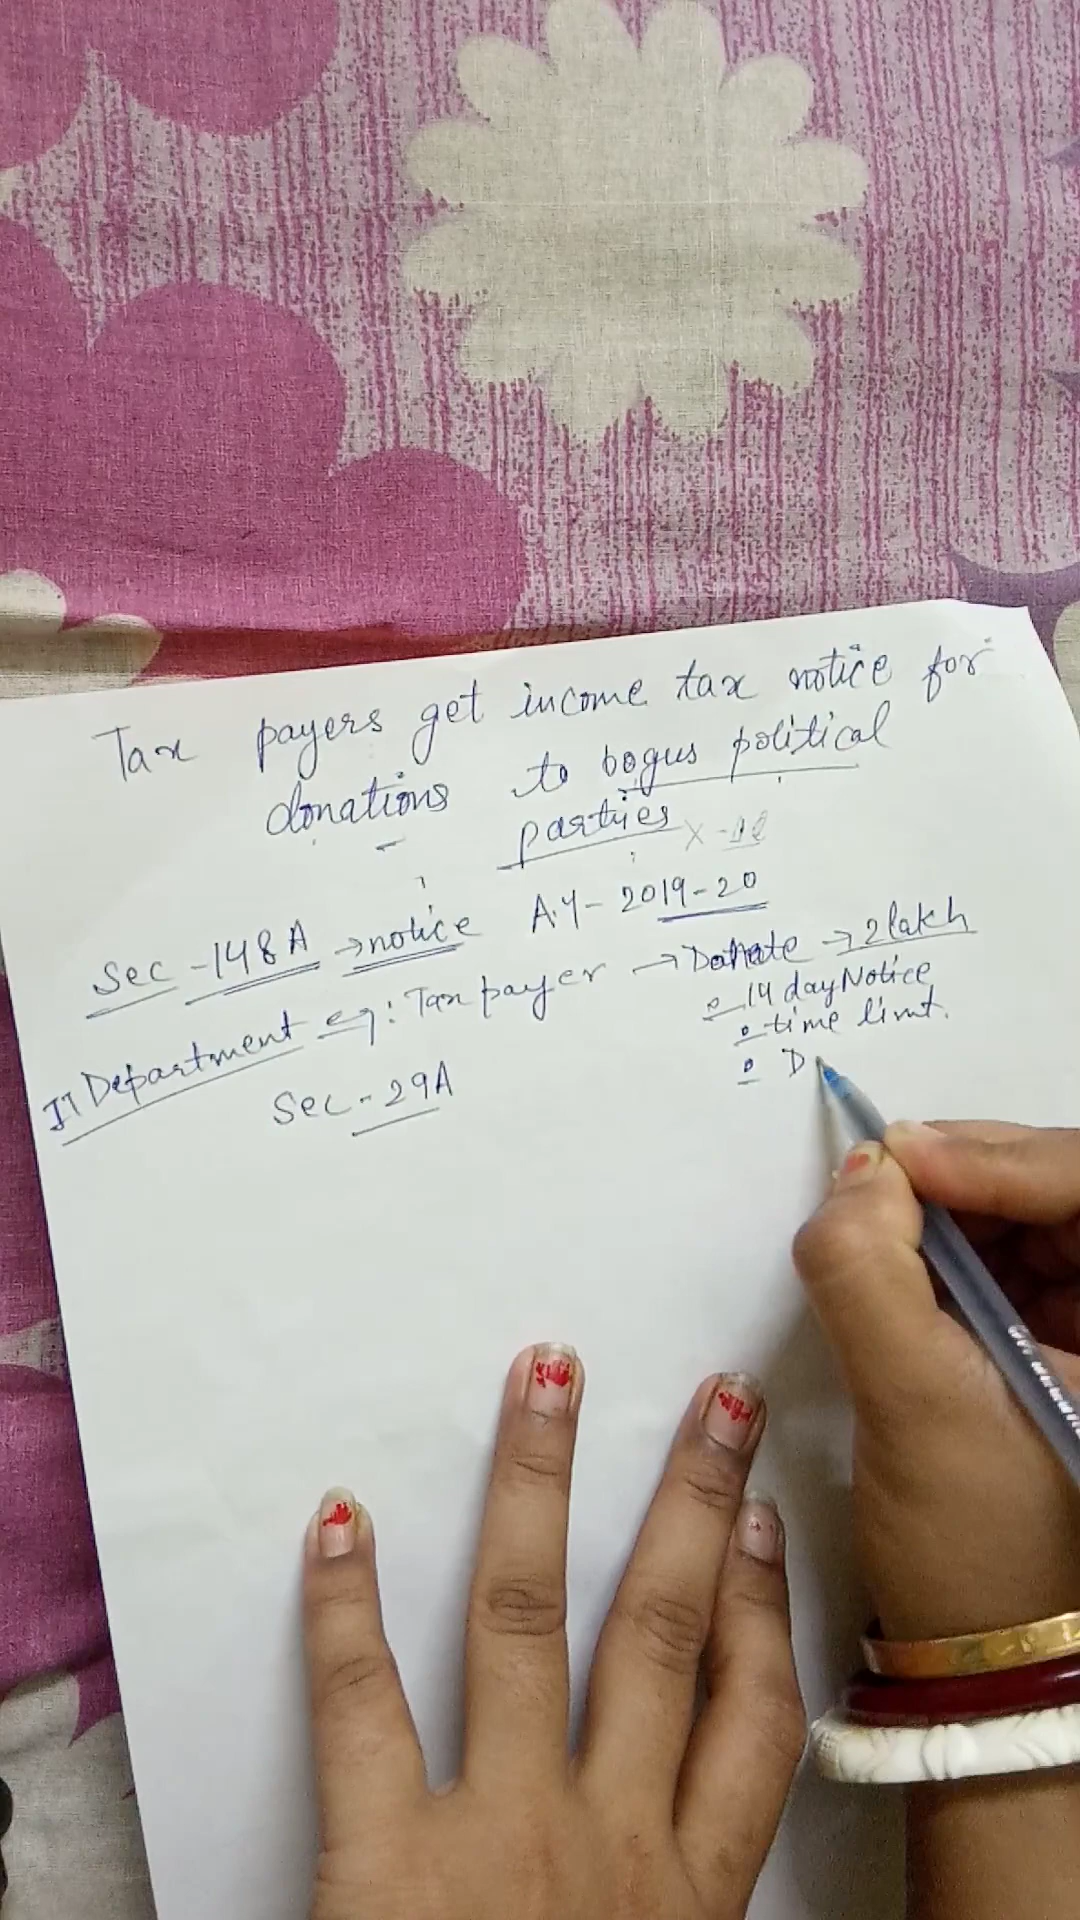 Tax payers get income tax notice for
donations to bogus political
parties
Sec - 148A → notice A.Y - 2019-20
IT Department eg: Tax payer → Donate → 2 lakh
14 day Notice
time limt.
D
Sec - 29A